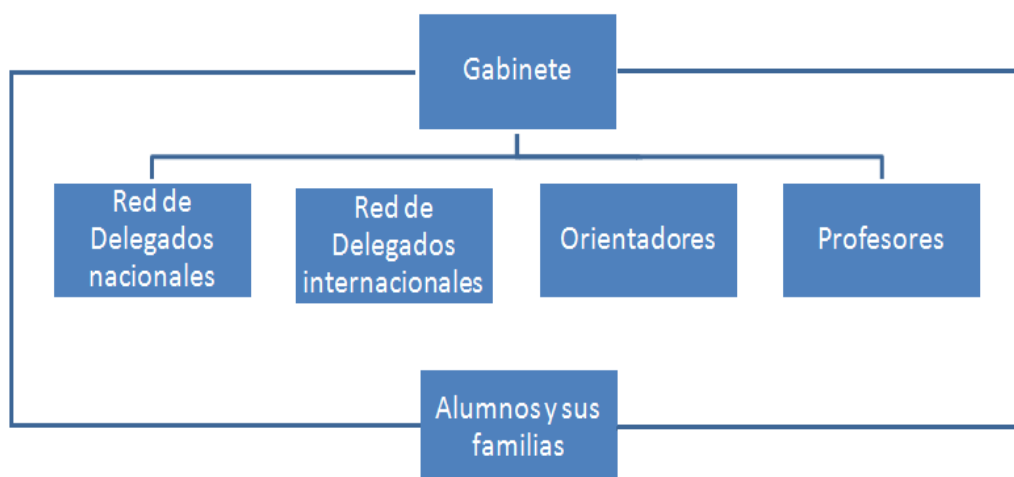 Gabinete
Red de
Delegados
nacionales
Red de
Delegados
internacionales
Orientadores
Profesores
Alumnos y sus
familias